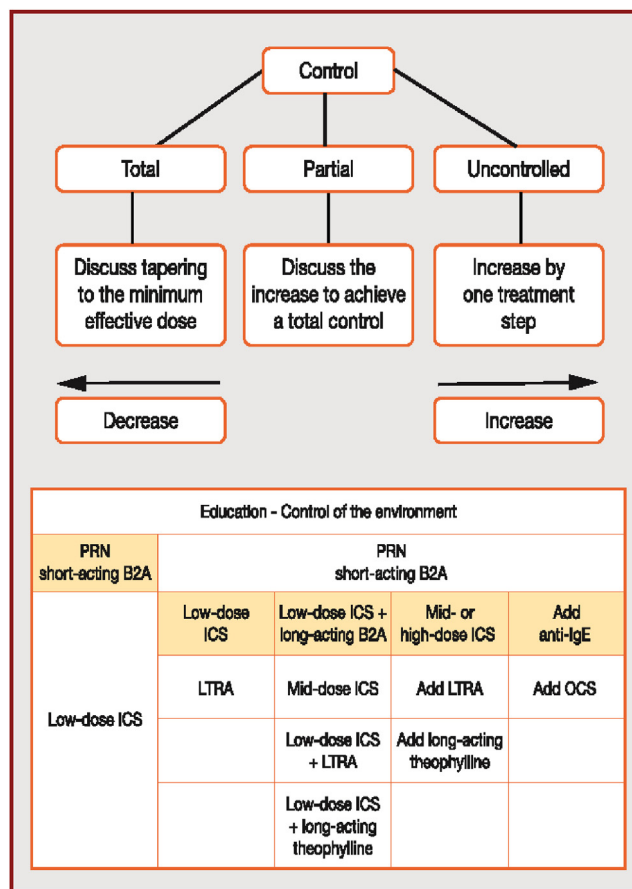 Control
Total
Partial
Uncontrolled
Discuss tapering
to the minimum
effective dose
Discuss the
increase to achieve
a total control
Increase by
one treatment
step
Decrease
Increase
Education - Control of the environment
PRN
short-acting B2A
PRN
short-acting B2A
Low-dose ICS
Low-dose
ICS
Low-dose ICS +
long-acting B2A
Mid- or
high-dose ICS
Add
anti-IgE
LTRA
Mid-dose ICS
Add LTRA
Add OCS
Low-dose ICS
+ LTRA
Add long-acting
theophylline
Low-dose ICS
+ long-acting
theophylline